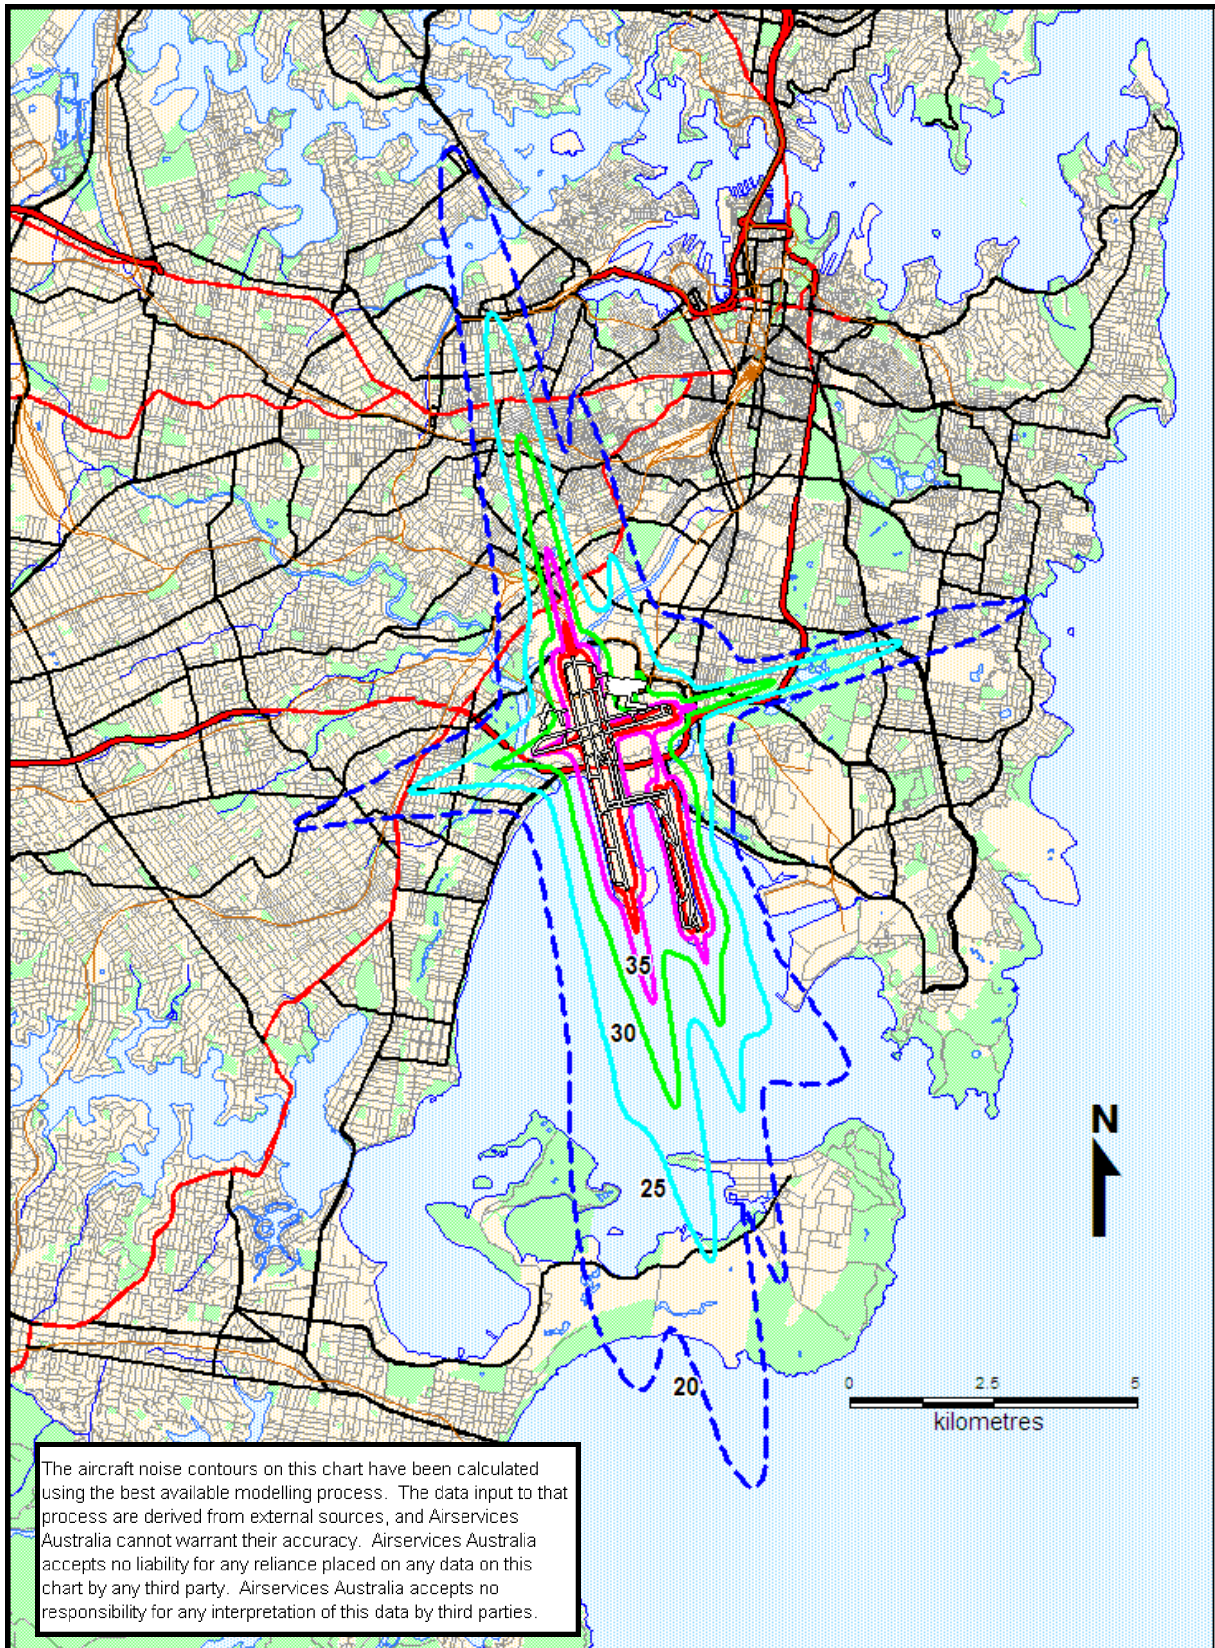 35
30
N
25
20
0 2.5 5
kilometres
The aircraft noise contours on this chart have been calculated
using the best available modelling process. The data input to that
process are derived from external sources, and Airservices
Australia cannot warrant their accuracy. Airservices Australia
accepts no liability for any reliance placed on any data on this
chart by any third party. Airservices Australia accepts no
responsibility for any interpretation of this data by third parties.